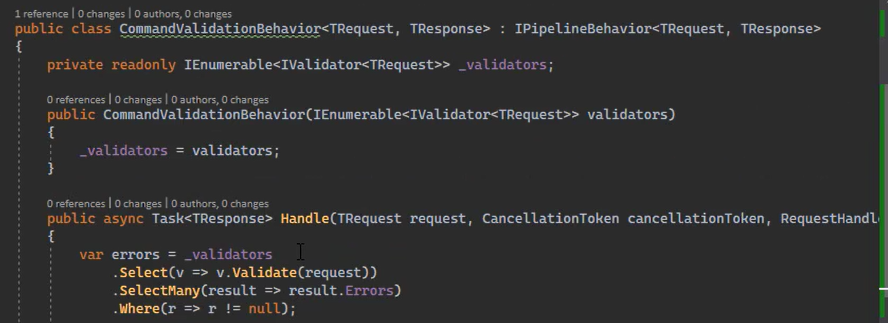 1 reference | 0 changes | 0 authors, 0 changes
public class CommandValidationBehavior<TRequest, TResponse> : IPipelineBehavior<TRequest, TResponse>
{
private readonly IEnumerable<IValidator<TRequest>> _validators;
0 references | 0 changes | 0 authors, 0 changes
public CommandValidationBehavior(IEnumerable<IValidator<TRequest>> validators)
{
_validators = validators;
}
0 references | 0 changes | 0 authors, 0 changes
public async Task<TResponse> Handle(TRequest request, CancellationToken cancellationToken, RequestHandl
{
var errors = _validators
.Select(v => v.Validate(request))
.SelectMany(result => result.Errors)
.Where(r => r != null);